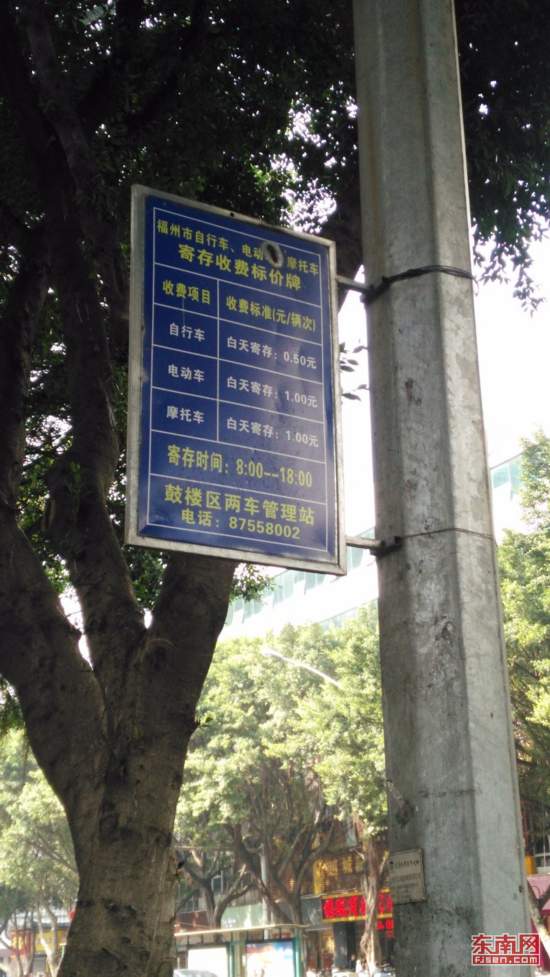 福州市自行车、电动 摩托车
寄存收费标价牌
收费项目 收费标准(元/辆次)
自行车 白天寄存：0.50元
电动车 白天寄存：1.00元
摩托车 白天寄存：1.00元
寄存时间：8:00--18:00
鼓楼区两车管理站
电话：87558002
东南网
FJsen.com